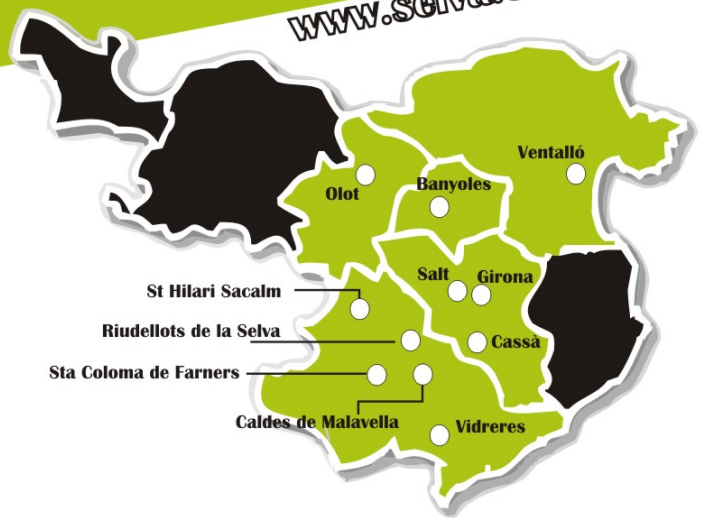 Ventalló
Olot
Banyoles
Salt
Girona
St Hilari Sacalm
Riudellots de la Selva
Cassà
Sta Coloma de Farners
Caldes de Malavella
Vidreres